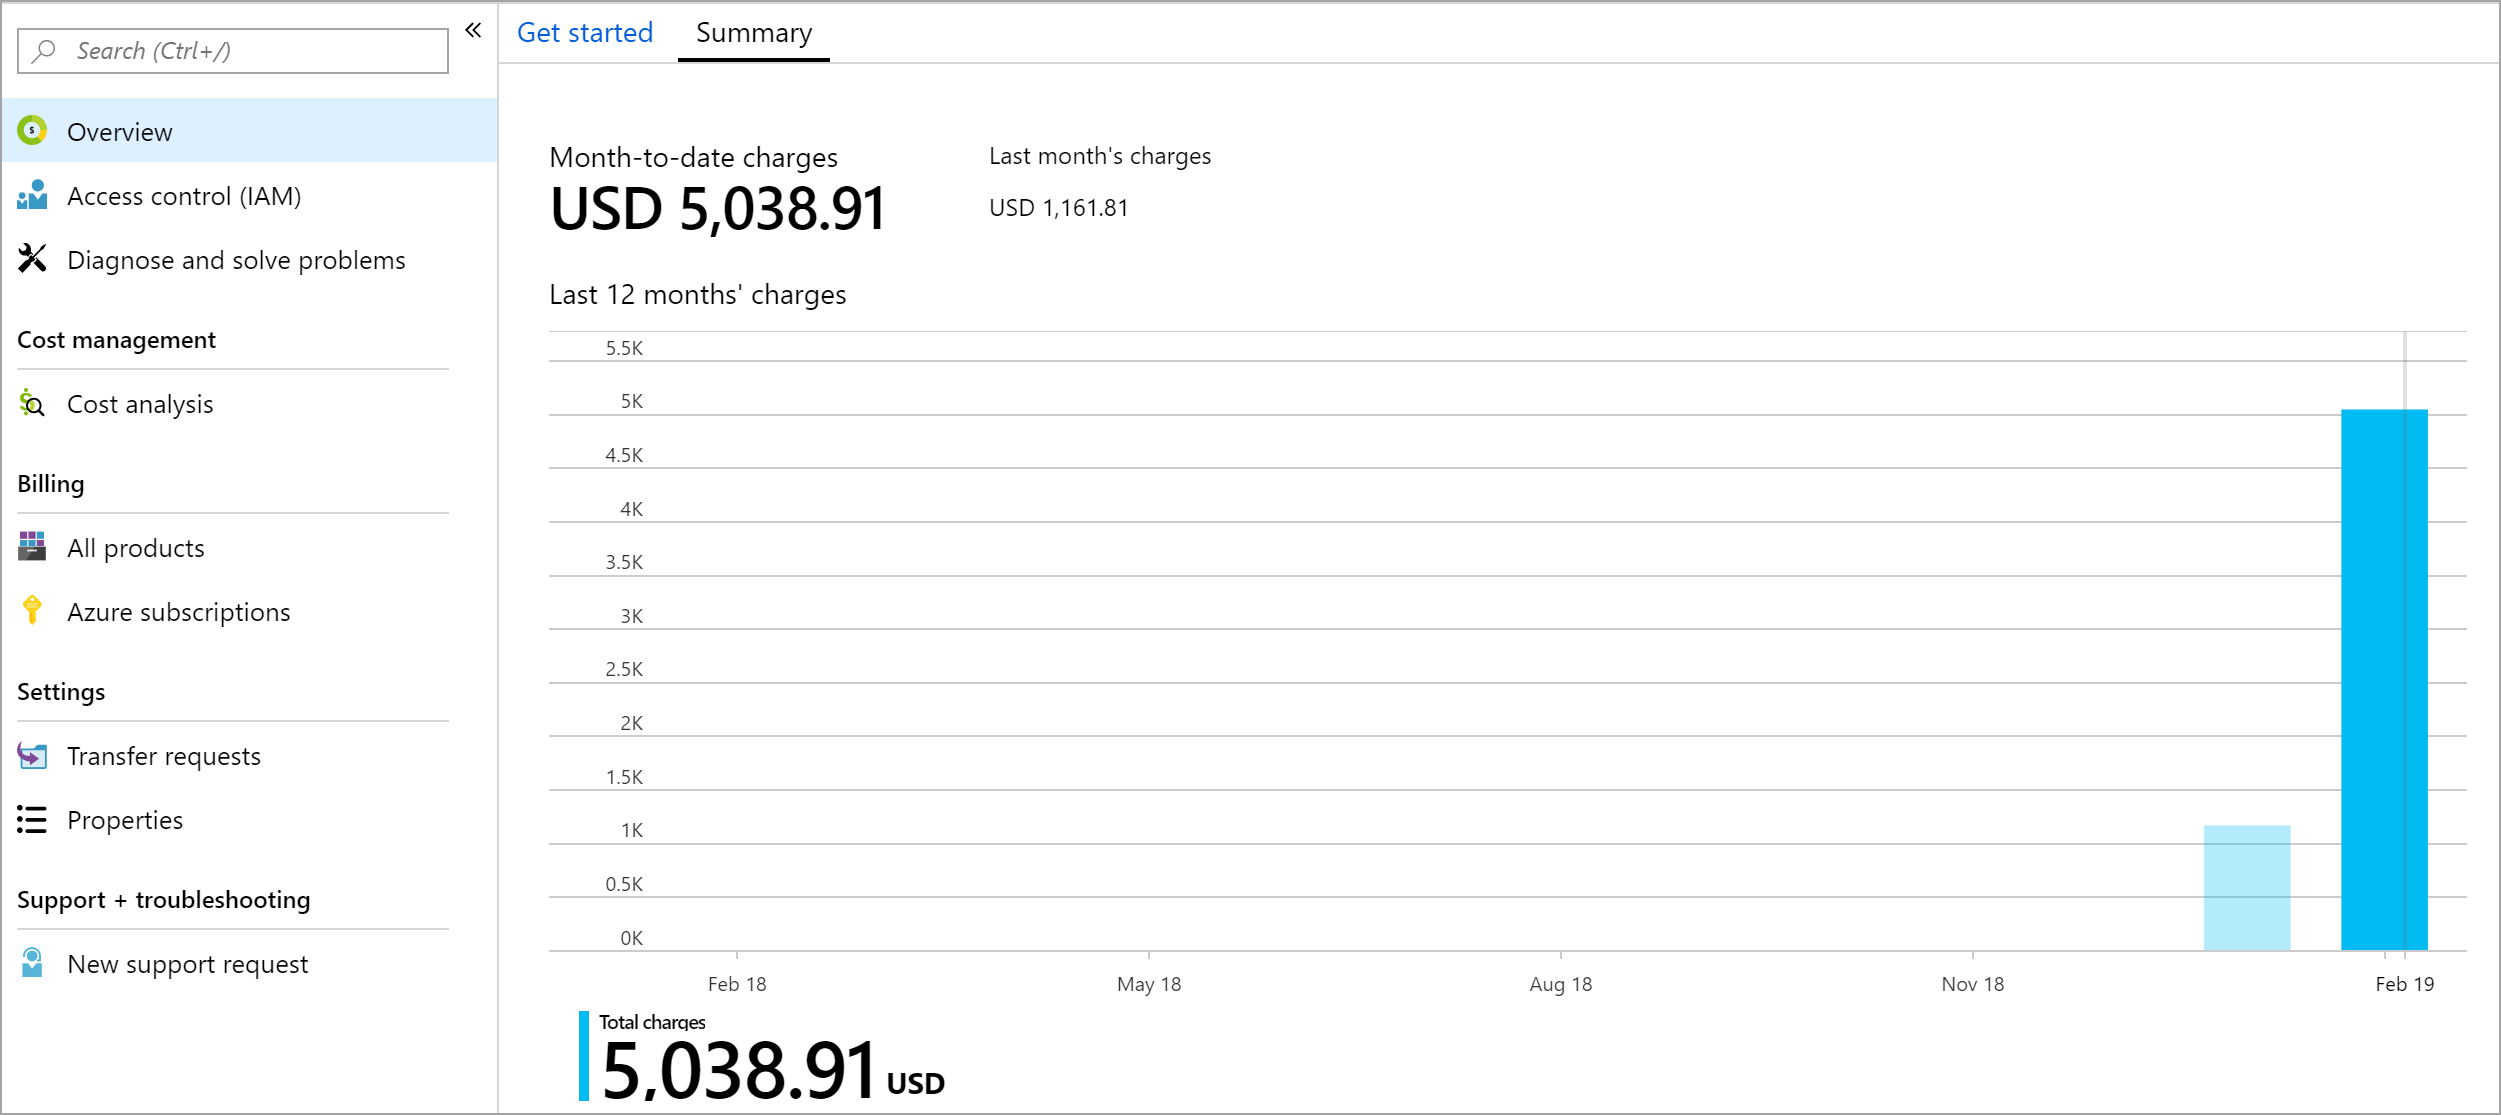 Search (Ctrl+/)
«
Overview
Access control (IAM)
Diagnose and solve problems
Cost management
Cost analysis
Billing
All products
Azure subscriptions
Settings
Transfer requests
Properties
Support + troubleshooting
New support request
Get started
Summary
Month-to-date charges
USD 5,038.91
Last month's charges
USD 1,161.81
Last 12 months' charges
5.5K
5K
4.5K
4K
3.5K
3K
2.5K
2K
1.5K
1K
0.5K
0K
Feb 18
May 18
Aug 18
Nov 18
Feb 19
Total charges
5,038.91 USD